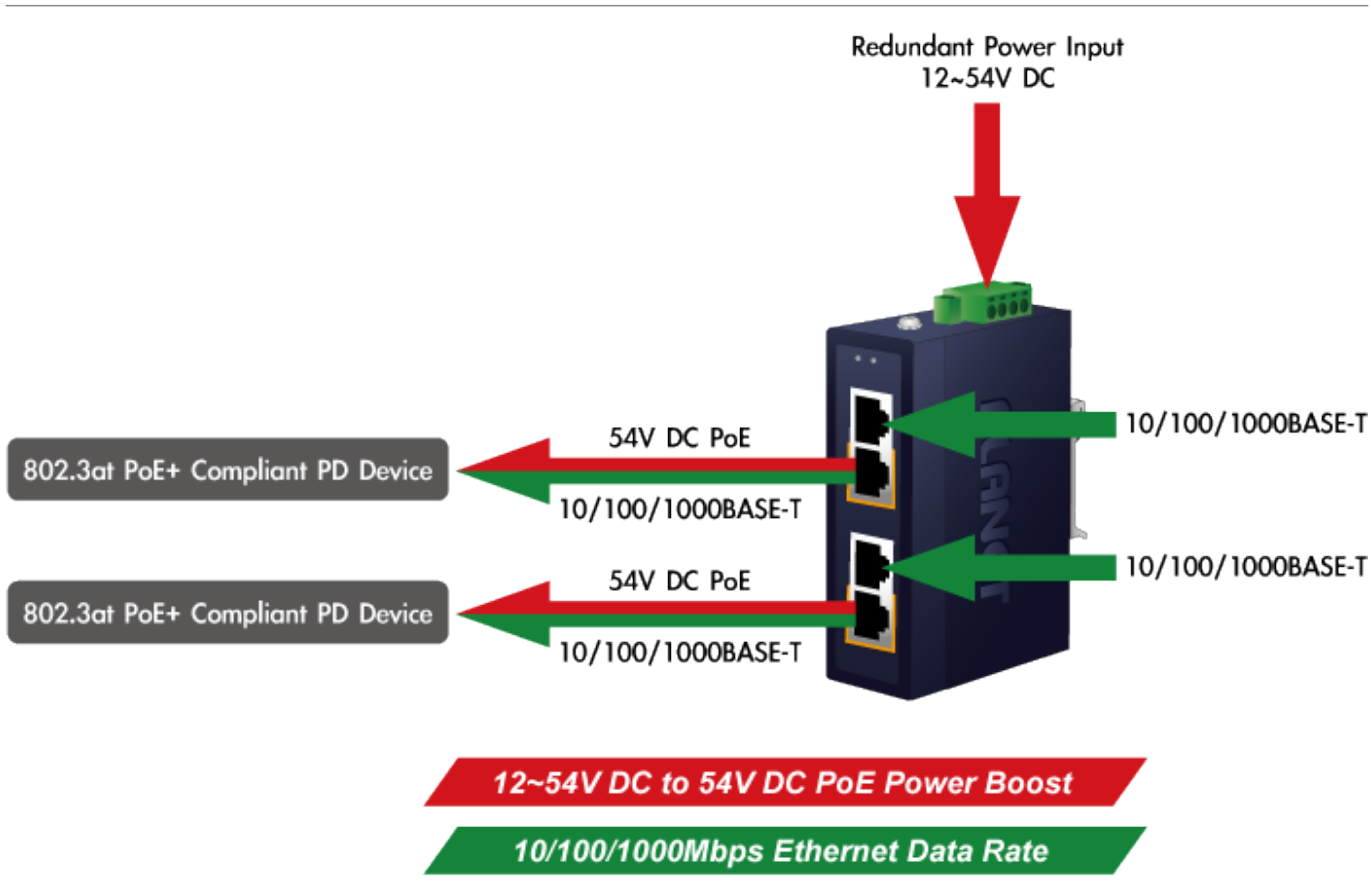 Redundant Power Input
12~54V DC
PLANET
10/100/1000BASE-T
54V DC PoE
802.3at PoE+ Compliant PD Device
10/100/1000BASE-T
10/100/1000BASE-T
54V DC PoE
802.3at PoE+ Compliant PD Device
10/100/1000BASE-T
12~54V DC to 54V DC PoE Power Boost
10/100/1000Mbps Ethernet Data Rate